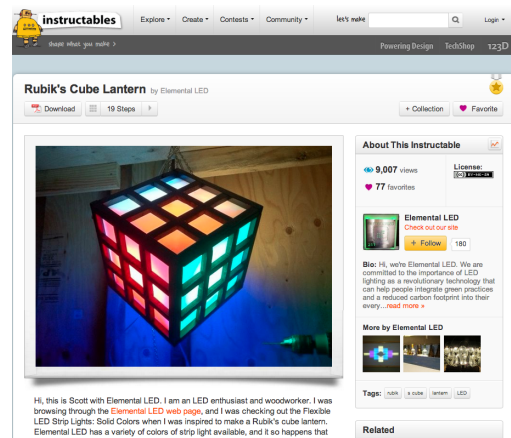 instructables
Explore Create Contests Community let's make Login
share what you make >
Powering Design TechShop 123D
Rubik's Cube Lantern by Elemental LED
Download 19 Steps + Collection Favorite
About This Instructable
9,007 views
77 favorites
License:
Elemental LED
Check out our site
+ Follow 180
Bio: Hi, we're Elemental LED. We are
committed to the importance of LED
lighting as a revolutionary technology that
can help people integrate green practices
and a reduced carbon footprint into their
every...read more »
More by Elemental LED
Tags: rubik s cube lantern LED
Related
Hi, this is Scott with Elemental LED. I am an LED enthusiast and woodworker. I was
browsing through the Elemental LED web page, and I was checking out the Flexible
LED Strip Lights: Solid Colors when I was inspired to make a Rubik's cube lantern.
Elemental LED has a variety of colors of strip light available, and it so happens that